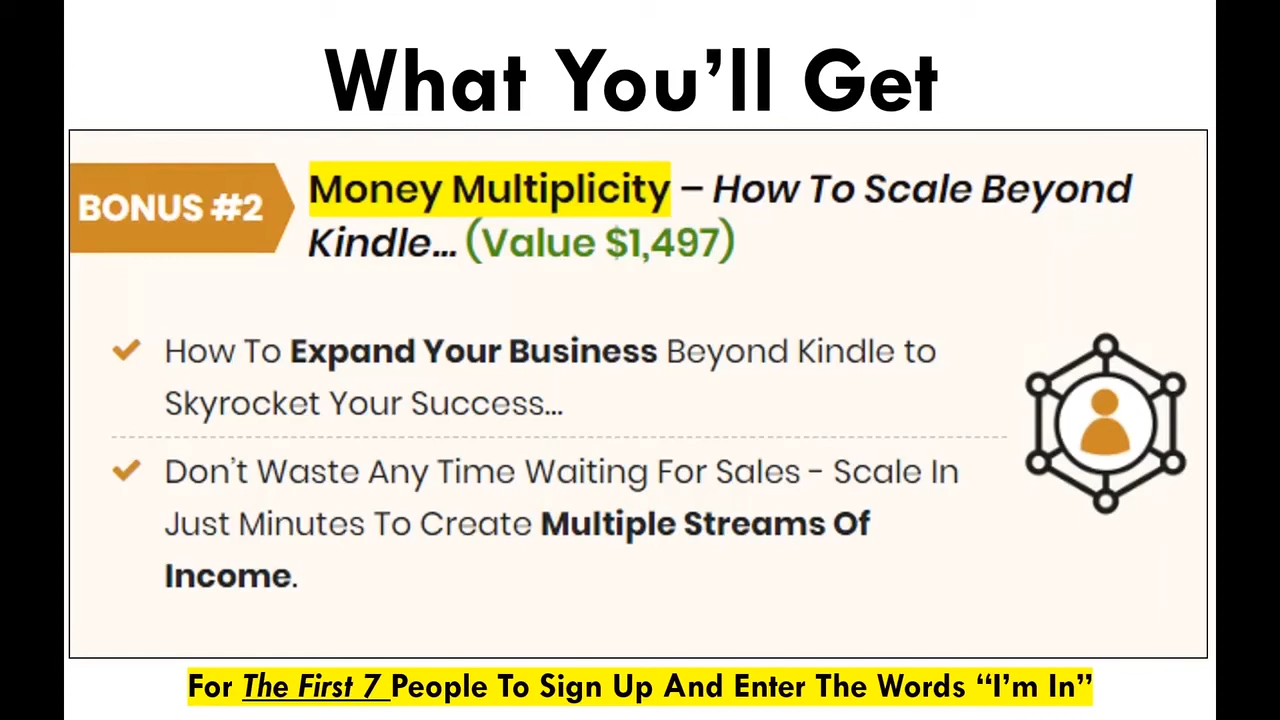 What You’ll Get
BONUS #2
Money Multiplicity – How To Scale Beyond
Kindle... (Value $1,497)
How To Expand Your Business Beyond Kindle to
Skyrocket Your Success...
Don’t Waste Any Time Waiting For Sales - Scale In
Just Minutes To Create Multiple Streams Of
Income.
For The First 7 People To Sign Up And Enter The Words “I’m In”